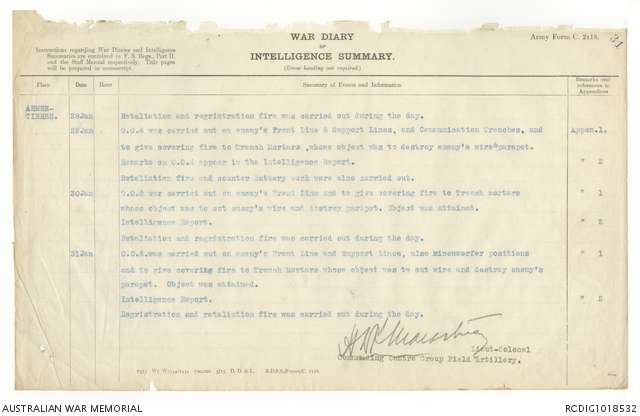 WAR DIARY
OF
INTELLIGENCE SUMMARY.
(Erase heading not required.)
Army Form C. 2118.
31
Instructions regarding War Diaries and Intelligence
Summaries are contained in F. S. Regs., Part II.
and the Staff Manual respectively. Title pages
will be prepared in manuscript.
Place Date Hour Summary of Events and Information Remarks and references to Appendices
ARMEN-
TIERES.
28Jan Retaliation and regristration fire was carried out during the day.
29Jan O.O.4 was carried out on enemy's Front Line & Support Lines, and Communication Trenches, and Appen.1.
to give covering fire to Trench Mortars ,whose object was to destroy enemy's wire&parapet.
Remarks on O.O.4 appear in the Intelligence Report. " 2
Retaliation fire and counter battery work were also carried out.
30Jan O.O.5 was carried out on enemy's Front Line and to give covering fire to Trench mortars " 1
whose object was to cut enemy's wire and destroy parapet. Object was attained.
Intelligence Report. " 2
Retaliation and regristration fire was carried out during the day.
31Jan O.O.6.was carried out on enemy's Front Line and Support Lines, also Minenwerfer positions " 1
and to give covering fire to Trench Mortars whose object was to cut wire and destroy enemy's
parapet. Object was attained.
Intelligence Report. " 2
Regristration and retaliation fire was carried out during the day.
Lieut-Colonel
Commanding Centre Group Field Artillery.
D. D. & L.
AUSTRALIAN WAR MEMORIAL
RCDIG1018532